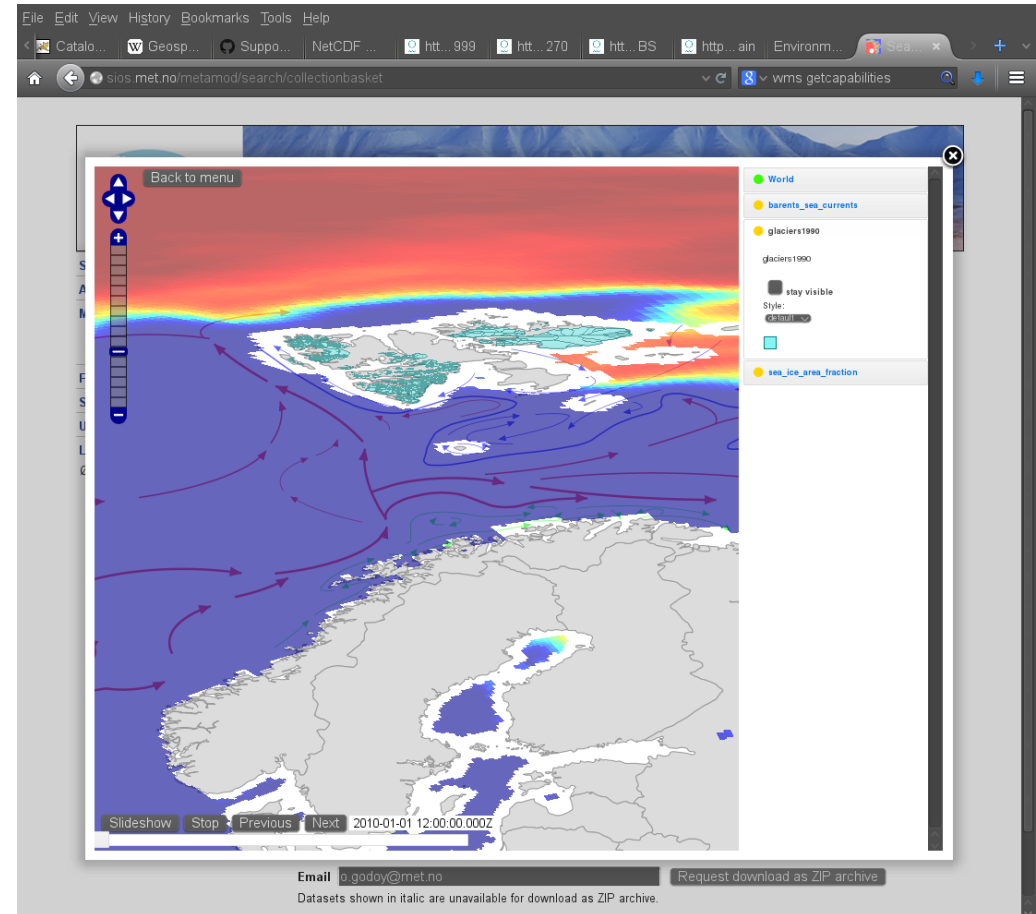 File Edit View History Bookmarks Tools Help
Catalo... Geosp... Suppo... NetCDF ... htt... 999 htt... 270 htt... BS http... ain Environm... Sea...
sios.met.no/metamod/search/collectionbasket wms getcapabilities
Back to menu
World
barents_sea_currents
glaciers1990
glaciers1990
stay visible
Style:
default
sea_ice_area_fraction
S
A
M
F
S
U
L
Slideshow Stop Previous Next 2010-01-01 12:00:00.000Z
Email o.godoy@met.no Request download as ZIP archive
Datasets shown in italic are unavailable for download as ZIP archive.